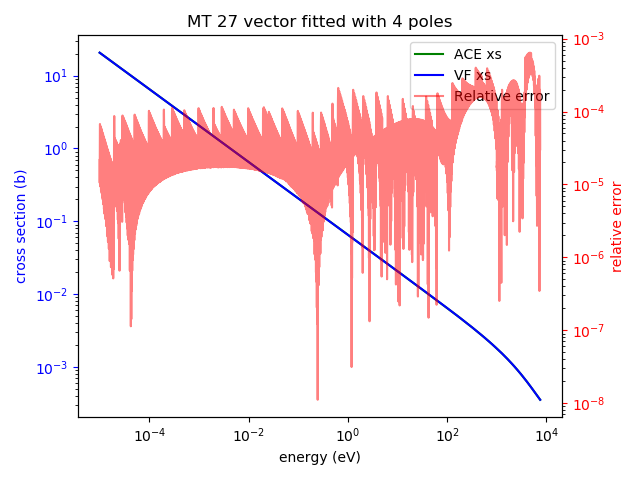 MT 27 vector fitted with 4 poles
ACE xs
VF xs
Relative error
cross section (b)
10¹
10⁰
10⁻¹
10⁻²
10⁻³
10⁻³
10⁻⁴
10⁻⁵
10⁻⁶
10⁻⁷
10⁻⁸
relative error
10⁻⁴
10⁻²
10⁰
10²
10⁴
energy (eV)